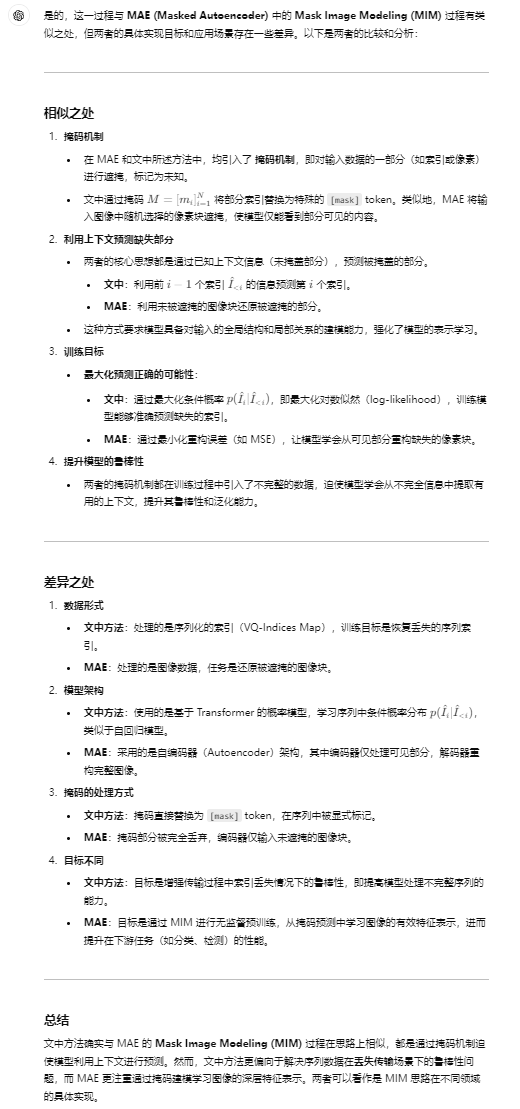 是的，这一过程与 MAE (Masked Autoencoder) 中的 Mask Image Modeling (MIM) 过程有类
似之处，但两者的具体实现目标和应用场景存在一些差异。以下是两者的比较和分析：
相似之处
1. 掩码机制
• 在 MAE 和文中所述方法中，均引入了 掩码机制，即对输入数据的一部分（如索引或像素）
进行遮掩，标记为未知。
• 文中通过掩码 $M = [m_i]_{i=1}^N$ 将部分索引替换为特殊的 [mask] token。类似地，MAE 将输
入图像中随机选择的像素块遮掩，使模型仅能看到部分可见的内容。
2. 利用上下文预测缺失部分
• 两者的核心思想都是通过已知上下文信息（未掩盖部分），预测被掩盖的部分。
• 文中：利用前 $i-1$ 个索引 $\hat{I}_{<i}$ 的信息预测第 $i$ 个索引。
• MAE：利用未被遮掩的图像块还原被遮掩的部分。
• 这种方式要求模型具备对输入的全局结构和局部关系的建模能力，强化了模型的表示学习。
3. 训练目标
• 最大化预测正确的可能性：
• 文中：通过最大化条件概率 $p(\hat{I}_i|\hat{I}_{<i})$，即最大化对数似然（log-likelihood），训练模
型能够准确预测缺失的索引。
• MAE：通过最小化重构误差（如 MSE），让模型学会从可见部分重构缺失的像素块。
4. 提升模型的鲁棒性
• 两者的掩码机制都在训练过程中引入了不完整的数据，迫使模型学会从不完全信息中提取有
用的上下文，提升其鲁棒性和泛化能力。
差异之处
1. 数据形式
• 文中方法：处理的是序列化的索引（VQ-Indices Map），训练目标是恢复丢失的序列索
引。
• MAE：处理的是图像数据，任务是还原被遮掩的图像块。
2. 模型架构
• 文中方法：使用的是基于 Transformer 的概率模型，学习序列中条件概率分布 $p(\hat{I}_i|\hat{I}_{<i})$，
类似于自回归模型。
• MAE：采用的是自编码器（Autoencoder）架构，其中编码器仅处理可见部分，解码器重
构完整图像。
3. 掩码的处理方式
• 文中方法：掩码直接替换为 [mask] token，在序列中被显式标记。
• MAE：掩码部分被完全丢弃，编码器仅输入未遮掩的图像块。
4. 目标不同
• 文中方法：目标是增强传输过程中索引丢失情况下的鲁棒性，即提高模型处理不完整序列的
能力。
• MAE：目标是通过 MIM 进行无监督预训练，从掩码预测中学习图像的有效特征表示，进而
提升在下游任务（如分类、检测）的性能。
总结
文中方法确实与 MAE 的 Mask Image Modeling (MIM) 过程在思路上相似，都是通过掩码机制迫
使模型利用上下文进行预测。然而，文中方法更偏向于解决序列数据在丢失传输场景下的鲁棒性问
题，而 MAE 更注重通过掩码建模学习图像的深层特征表示。两者可以看作是 MIM 思路在不同领域
的具体实现。